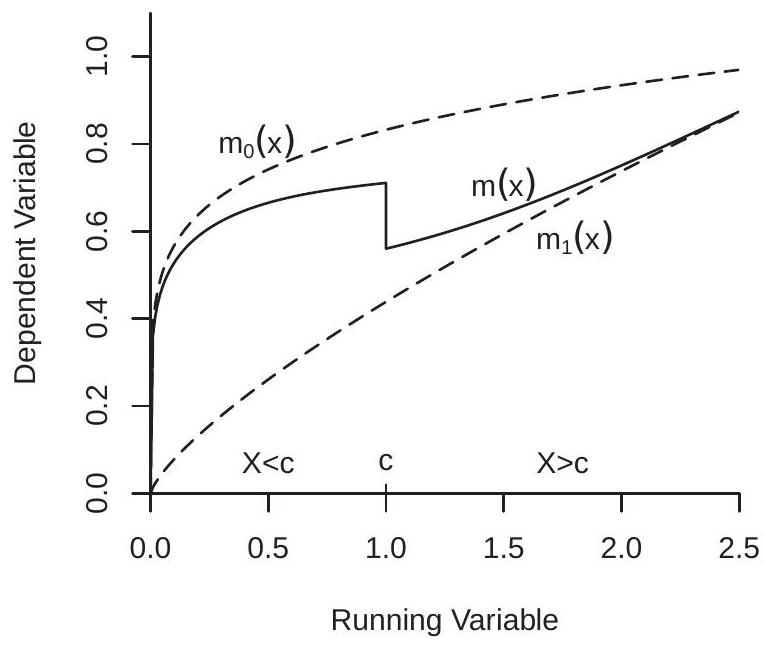 Dependent Variable
1.0
0.8
0.6
0.4
0.2
0.0
m₀(x)
m(x)
m₁(x)
X<c
c
X>c
0.0 0.5 1.0 1.5 2.0 2.5
Running Variable